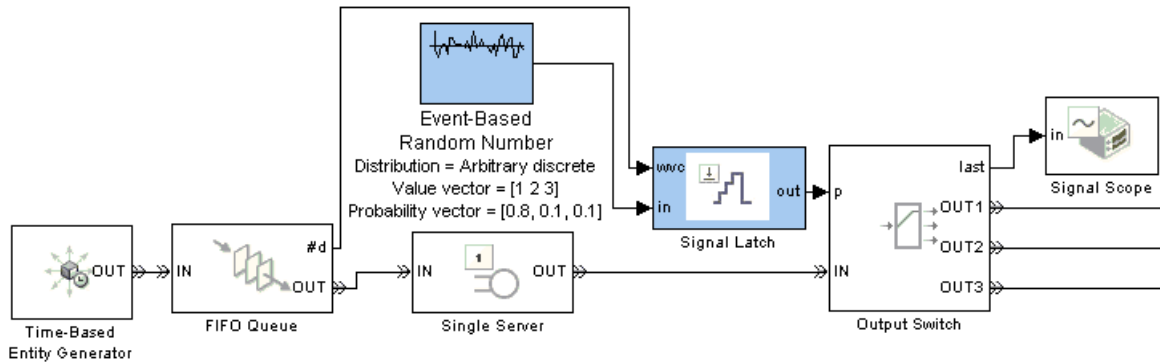 Event-Based
Random Number
Distribution = Arbitrary discrete
Value vector = [1 2 3]
Probability vector = [0.8, 0.1, 0.1]
wvc
in
out
Signal Latch
p
last
OUT1
OUT2
OUT3
IN
Output Switch
in
Signal Scope
OUT
Time-Based
Entity Generator
IN
#d
OUT
FIFO Queue
IN
1
OUT
Single Server